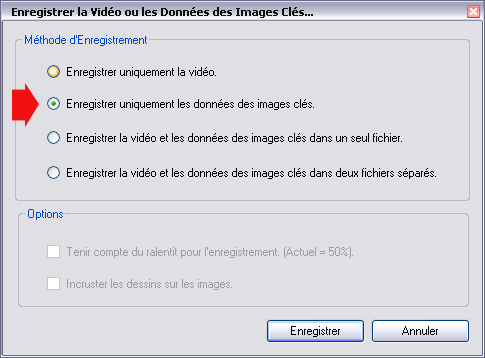 Enregistrer la Vidéo ou les Données des Images Clés...
Méthode d'Enregistrement
Enregistrer uniquement la vidéo.
Enregistrer uniquement les données des images clés.
Enregistrer la vidéo et les données des images clés dans un seul fichier.
Enregistrer la vidéo et les données des images clés dans deux fichiers séparés.
Options
Tenir compte du ralentit pour l'enregistrement. (Actuel = 50%).
Incruster les dessins sur les images.
Enregistrer
Annuler